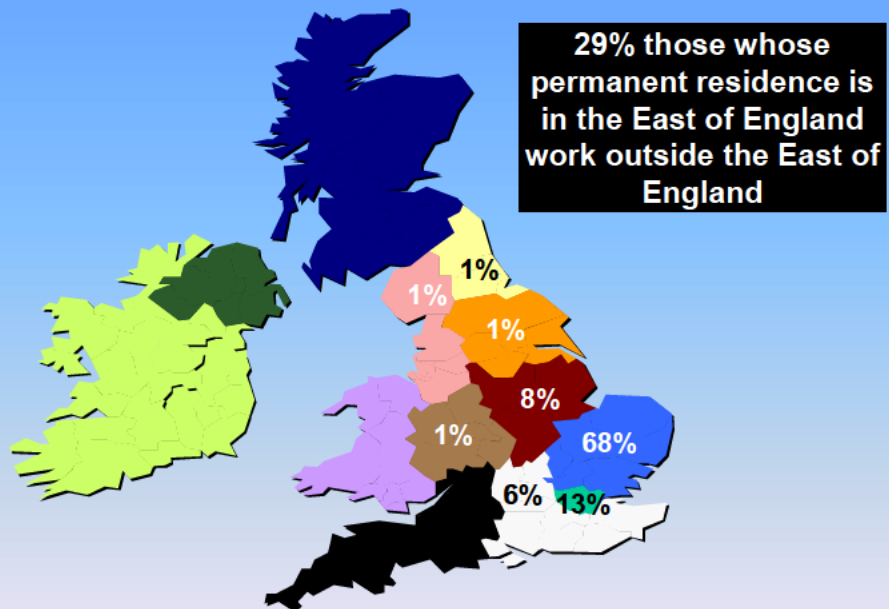 29% those whose
permanent residence is
in the East of England
work outside the East of
England
1%
1%
1%
8%
1%
68%
6%
13%